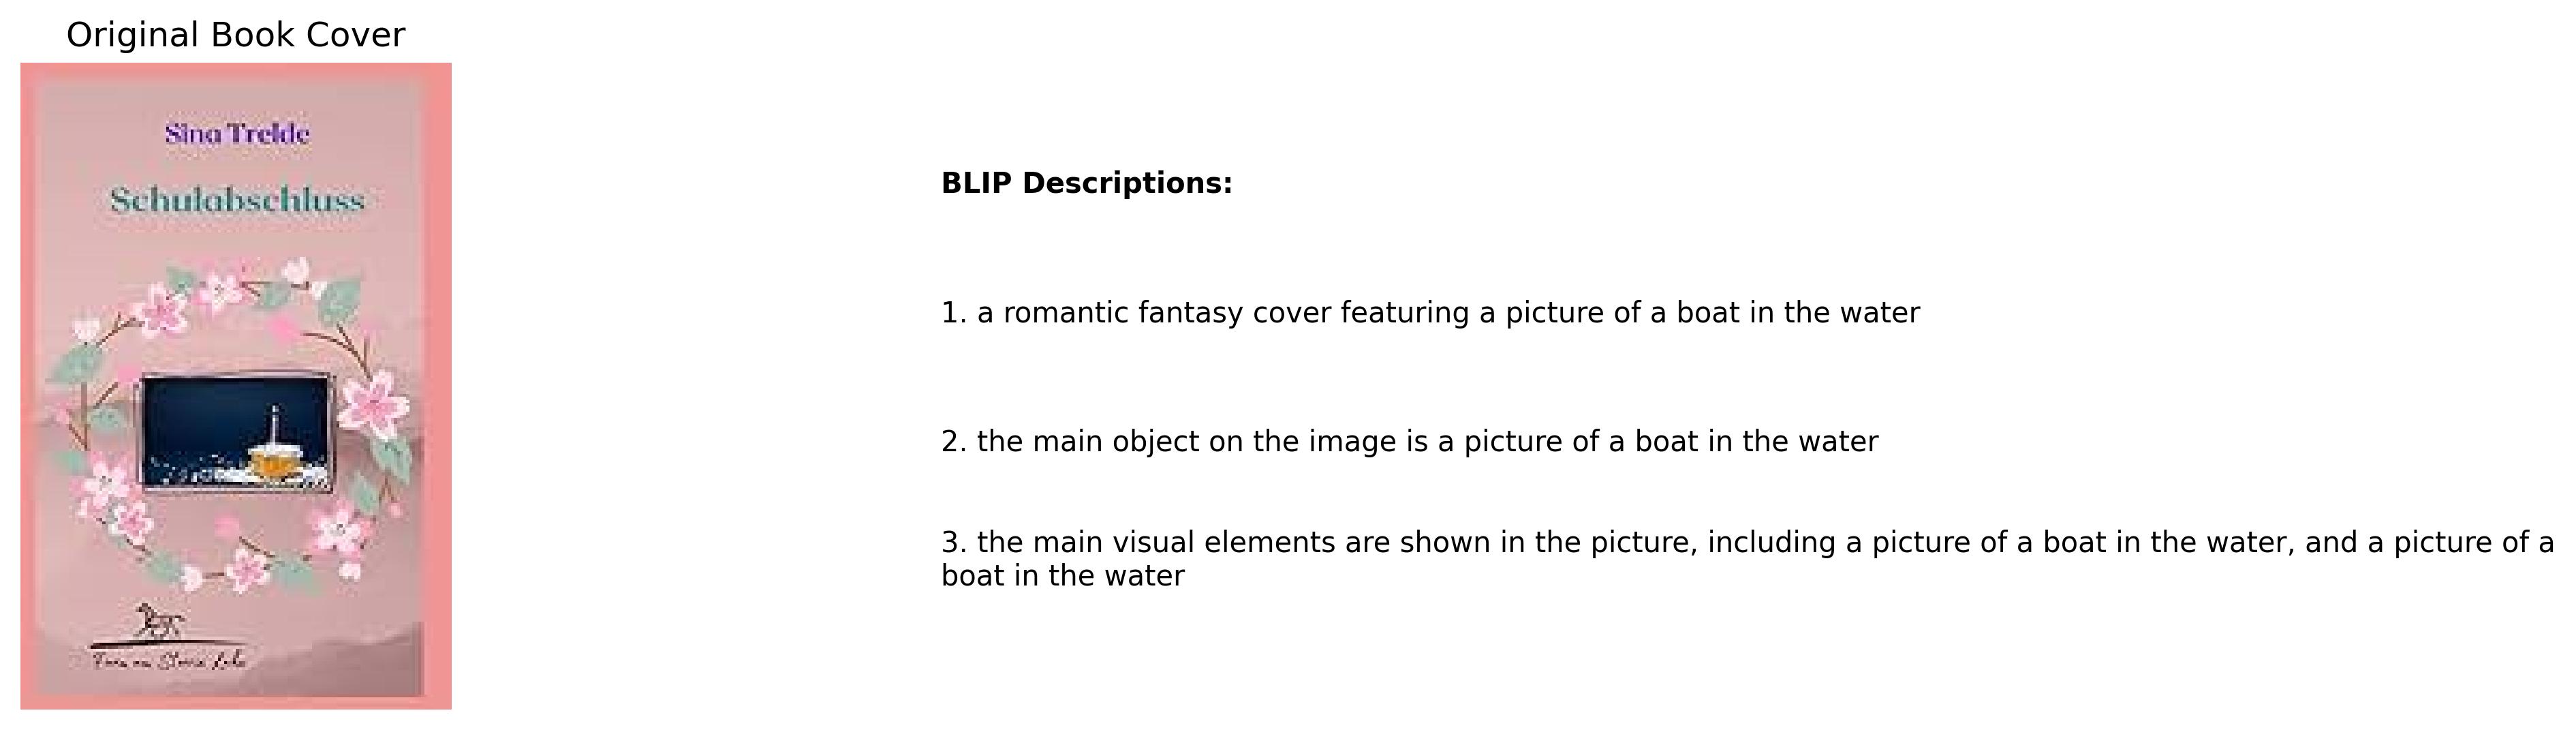 Original Book Cover
Sina Trelde
Schulabschluss
BLIP Descriptions:
1. a romantic fantasy cover featuring a picture of a boat in the water
2. the main object on the image is a picture of a boat in the water
3. the main visual elements are shown in the picture, including a picture of a boat in the water, and a picture of a
boat in the water